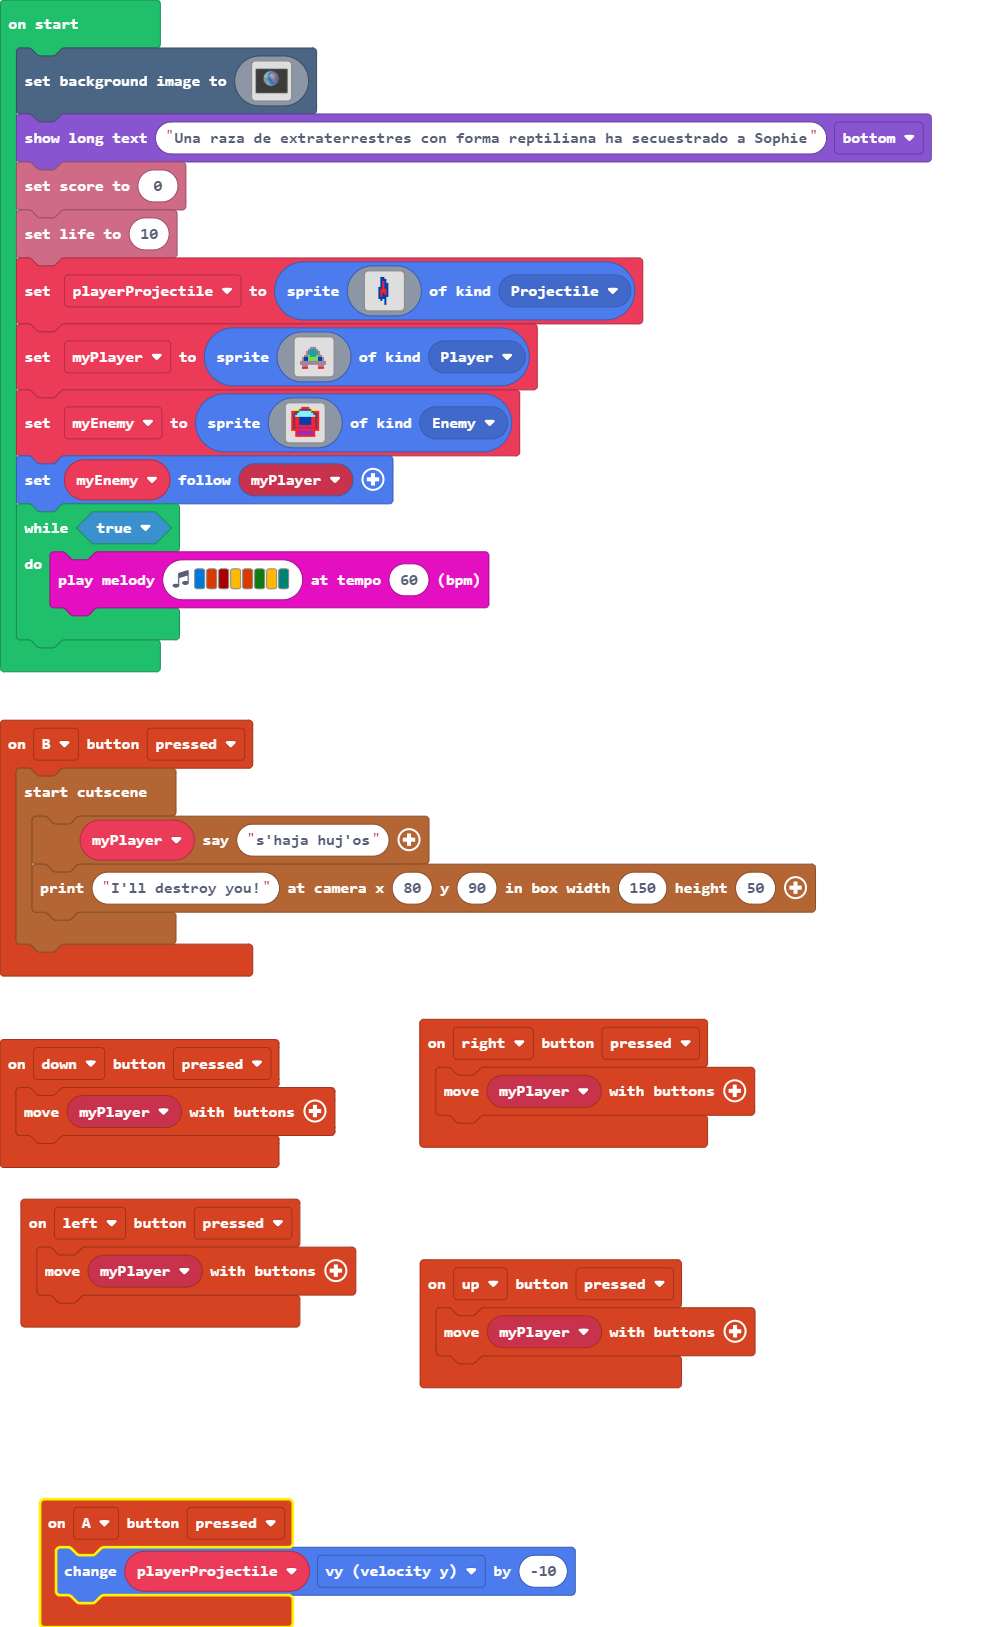 on start
set background image to
show long text "Una raza de extraterrestres con forma reptiliana ha secuestrado a Sophie" bottom
set score to 0
set life to 10
set playerProjectile to sprite of kind Projectile
set myPlayer to sprite of kind Player
set myEnemy to sprite of kind Enemy
set myEnemy follow myPlayer
while true
do
play melody at tempo 60 (bpm)
on B button pressed
start cutscene
myPlayer say "s'haja huj'os"
print "I'll destroy you!" at camera x 80 y 90 in box width 150 height 50
on down button pressed
move myPlayer with buttons
on right button pressed
move myPlayer with buttons
on left button pressed
move myPlayer with buttons
on up button pressed
move myPlayer with buttons
on A button pressed
change playerProjectile vy (velocity y) by -10